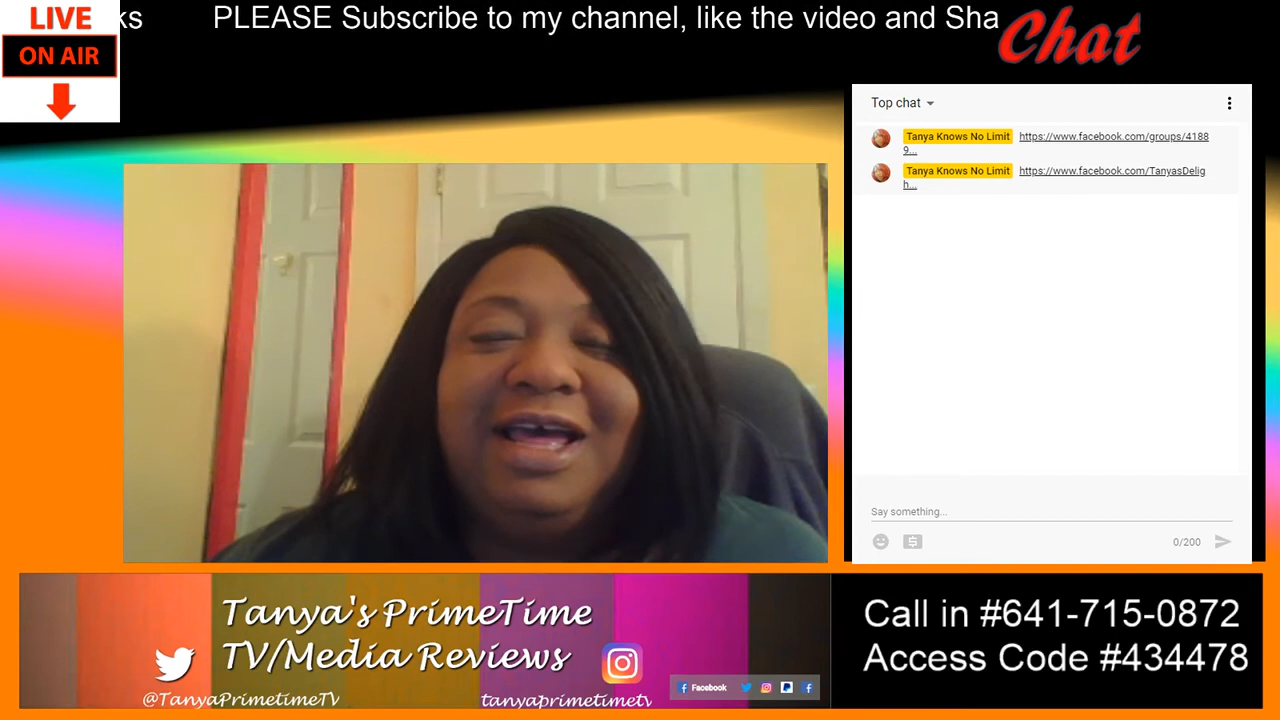 LIVE
ON AIR
ks PLEASE Subscribe to my channel, like the video and Sha
Chat
Top chat
Tanya Knows No Limit https://www.facebook.com/groups/4188
9...
Tanya Knows No Limit https://www.facebook.com/TanyasDelig
h...
Say something...
0/200
Tanya's PrimeTime
TV/Media Reviews
@TanyaPrimetimeTV
tanyaprimetimetv
Facebook
Call in #641-715-0872
Access Code #434478